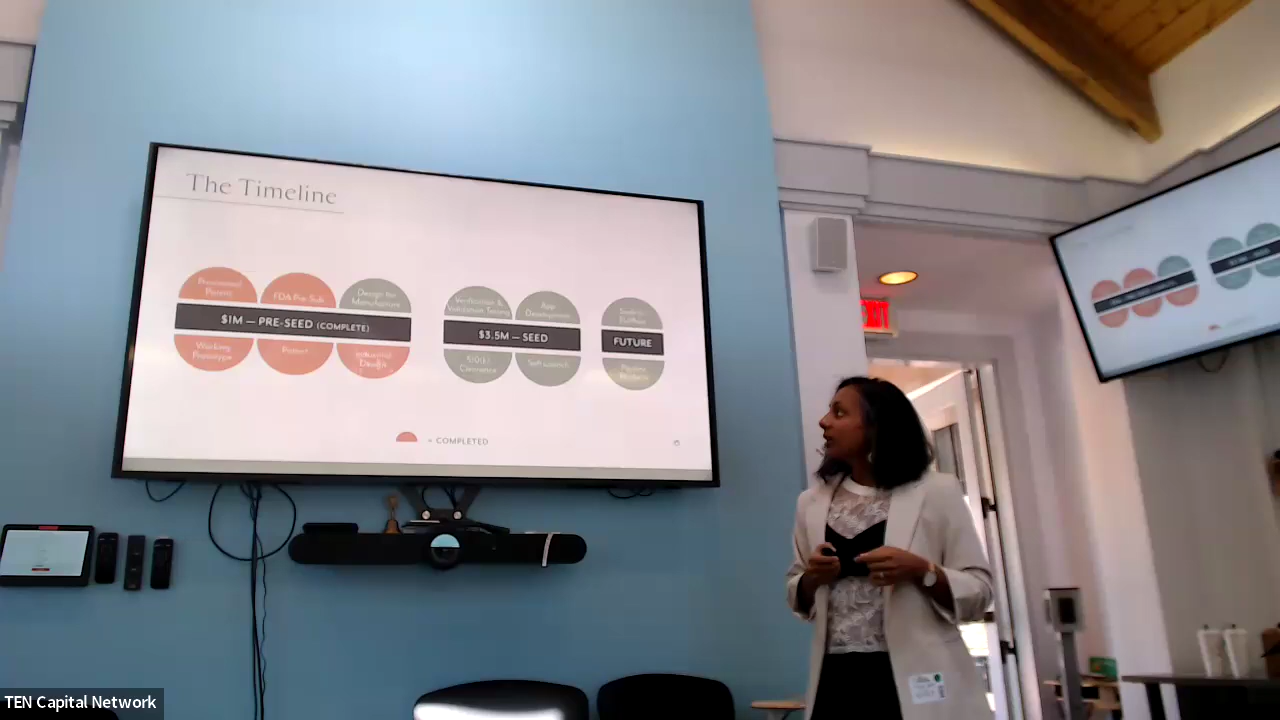 The Timeline
Provisional
Patent
FDA Pre-Sub
Design for
Manufacture
$1M — PRE-SEED (COMPLETE)
Working
Prototype
Patent
Industrial
Design
Verification &
Validation Testing
App
Development
$3.5M — SEED
510(k)
Clearance
Soft Launch
FUTURE
= COMPLETED
EXIT
TEN Capital Network